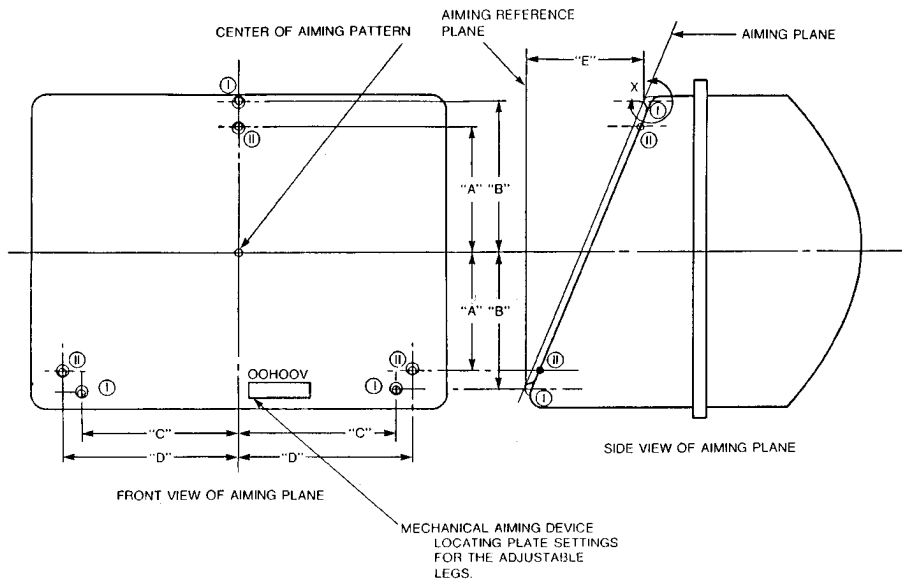 CENTER OF AIMING PATTERN
AIMING REFERENCE
PLANE
AIMING PLANE
"E"
X
I
I
II
II
"A"
"B"
"A"
"B"
II
I
II
I
OOHOOV
II
I
"C"
"C"
"D"
"D"
SIDE VIEW OF AIMING PLANE
FRONT VIEW OF AIMING PLANE
MECHANICAL AIMING DEVICE
LOCATING PLATE SETTINGS
FOR THE ADJUSTABLE
LEGS.